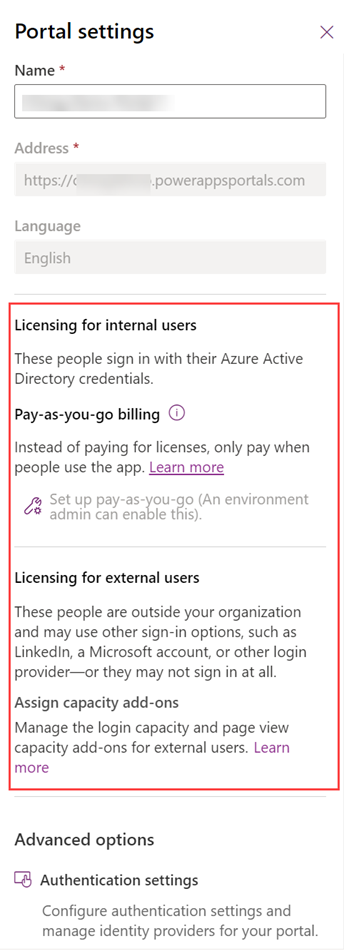 Portal settings
Name *
Address *
https:// .powerappsportals.com
Language
English
Licensing for internal users
These people sign in with their Azure Active
Directory credentials.
Pay-as-you-go billing
Instead of paying for licenses, only pay when
people use the app. Learn more
Set up pay-as-you-go (An environment
admin can enable this).
Licensing for external users
These people are outside your organization
and may use other sign-in options, such as
LinkedIn, a Microsoft account, or other login
provider—or they may not sign in at all.
Assign capacity add-ons
Manage the login capacity and page view
capacity add-ons for external users. Learn
more
Advanced options
Authentication settings
Configure authentication settings and
manage identity providers for your portal.